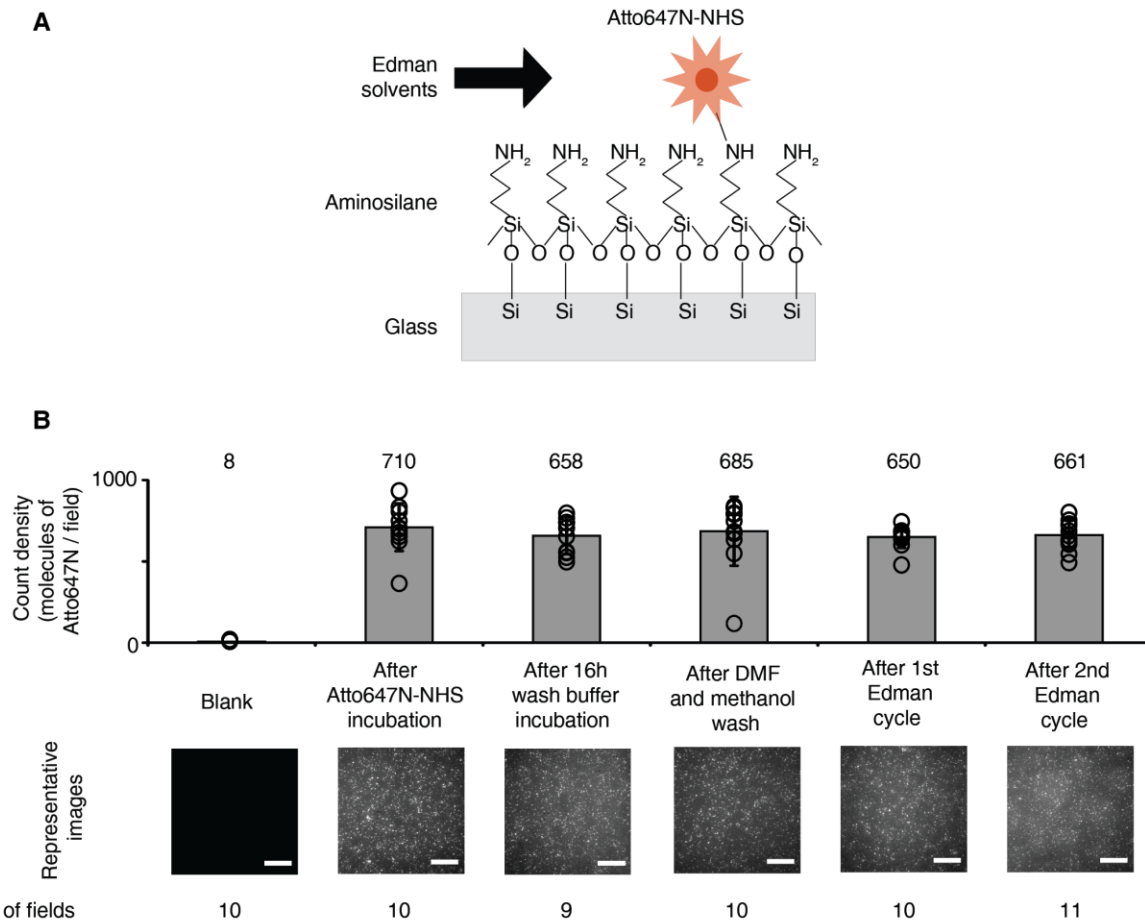 A
Atto647N-NHS
Edman
solvents
NH2 NH2 NH2 NH2 NH NH2
Aminosilane
Si Si Si Si Si Si
O O O O O O O O O O O
Si Si Si Si Si Si
Glass
B
8 710 658 685 650 661
Count density
(molecules of
Atto647N / field)
1000
0
Blank
After
Atto647N-NHS
incubation
After 16h
wash buffer
incubation
After DMF
and methanol
wash
After 1st
Edman
cycle
After 2nd
Edman
cycle
Representative
images
of fields 10 10 9 10 10 11